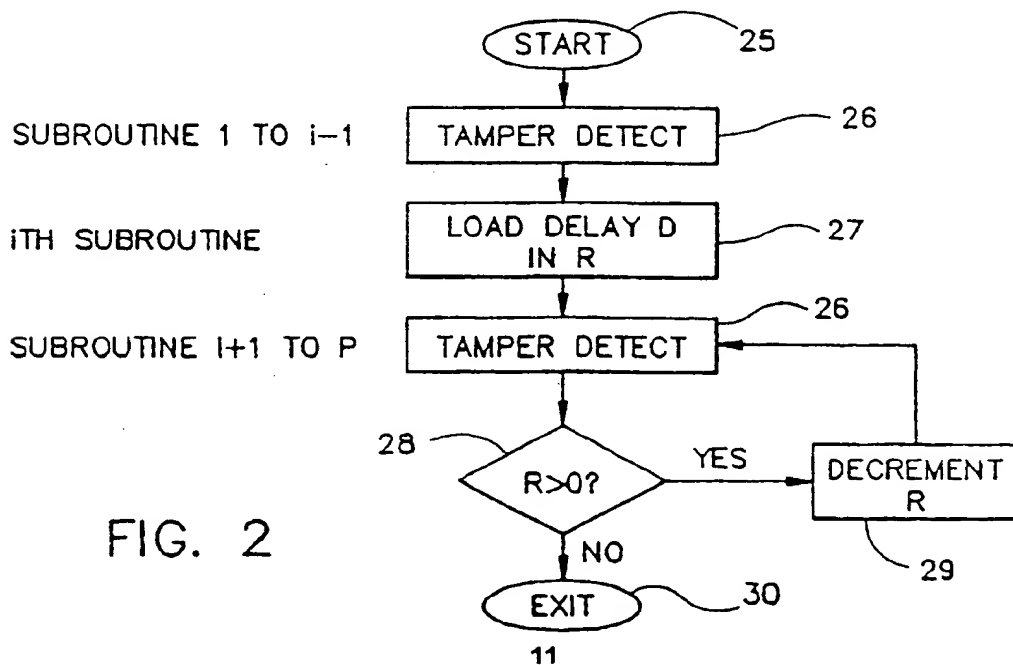 START
25
SUBROUTINE 1 TO i-1
TAMPER DETECT
26
iTH SUBROUTINE
LOAD DELAY D
IN R
27
SUBROUTINE i+1 TO P
TAMPER DETECT
26
28
R>0?
YES
DECREMENT
R
29
NO
FIG. 2
EXIT
30
11